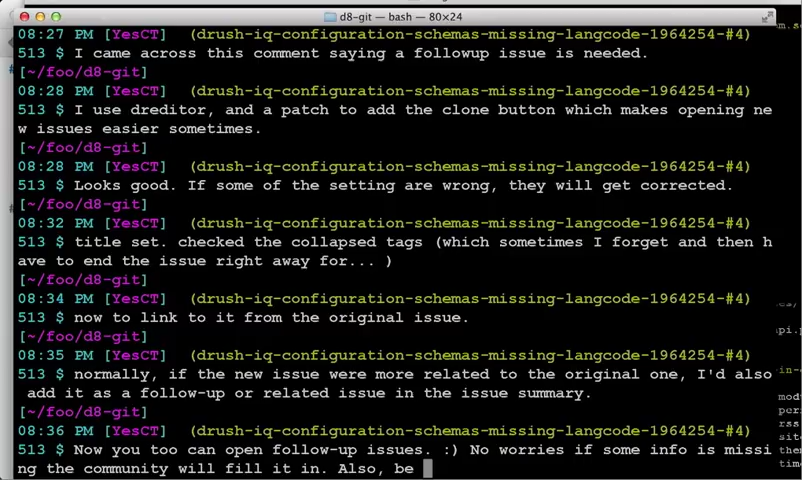 d8-git — bash — 80×24
08:27 PM [YesCT]  (drush-iq-configuration-schemas-missing-langcode-1964254-#4)
513 $ I came across this comment saying a followup issue is needed.
[~/foo/d8-git]
08:28 PM [YesCT]  (drush-iq-configuration-schemas-missing-langcode-1964254-#4)
513 $ I use dreditor, and a patch to add the clone button which makes opening ne
w issues easier sometimes.
[~/foo/d8-git]
08:28 PM [YesCT]  (drush-iq-configuration-schemas-missing-langcode-1964254-#4)
513 $ Looks good. If some of the setting are wrong, they will get corrected.
[~/foo/d8-git]
08:32 PM [YesCT]  (drush-iq-configuration-schemas-missing-langcode-1964254-#4)
513 $ title set. checked the collapsed tags (which sometimes I forget and then h
ave to end the issue right away for... )
[~/foo/d8-git]
08:34 PM [YesCT]  (drush-iq-configuration-schemas-missing-langcode-1964254-#4)
513 $ now to link to it from the original issue.
[~/foo/d8-git]
08:35 PM [YesCT]  (drush-iq-configuration-schemas-missing-langcode-1964254-#4)
513 $ normally, if the new issue were more related to the original one, I'd also
 add it as a follow-up or related issue in the issue summary.
[~/foo/d8-git]
08:36 PM [YesCT]  (drush-iq-configuration-schemas-missing-langcode-1964254-#4)
513 $ Now you too can open follow-up issues. :) No worries if some info is missi
ng the community will fill it in. Also, be